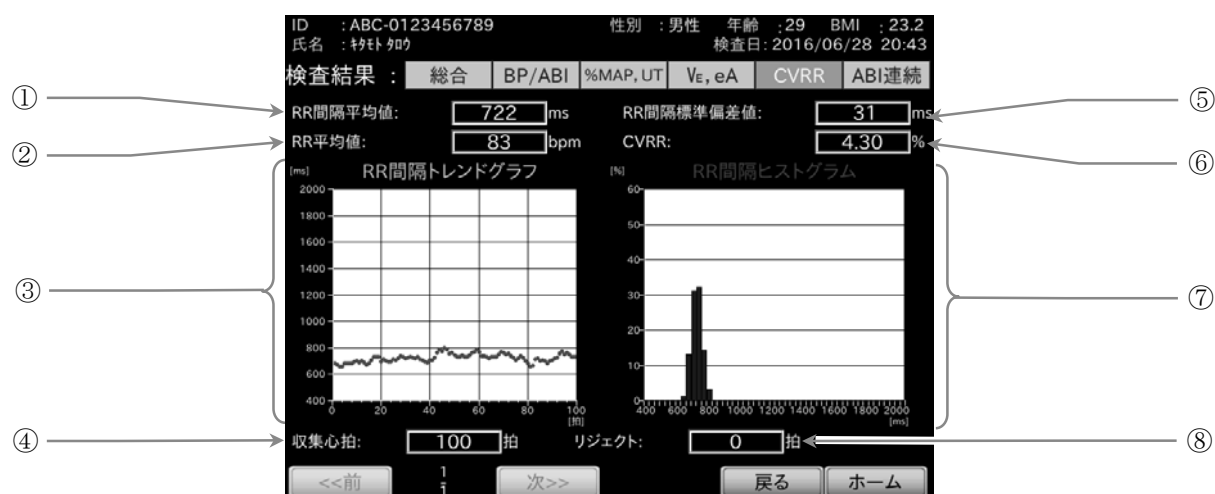 ID :ABC-0123456789 性別 :男性 年齢 :29 BMI :23.2
氏名 :ｷﾀﾓﾄ ﾀﾛｳ 検査日:2016/06/28 20:43
検査結果 : 総合 BP/ABI %MAP, UT VE, eA CVRR ABI連続
① RR間隔平均値: 722 ms RR間隔標準偏差値: 31 ms ⑤
② RR平均値: 83 bpm CVRR: 4.30 % ⑥
[ms] RR間隔トレンドグラフ
2000
1800
1600
1400
1200
1000
800
600
400
0 20 40 60 80 100
[拍]
③
[%] RR間隔ヒストグラム
60
50
40
30
20
10
0
400 600 800 1000 1200 1400 1600 1800 2000
[ms]
⑦
④ 収集心拍: 100 拍 リジェクト: 0 拍 ⑧
<<前 1 次>> 戻る ホーム
1